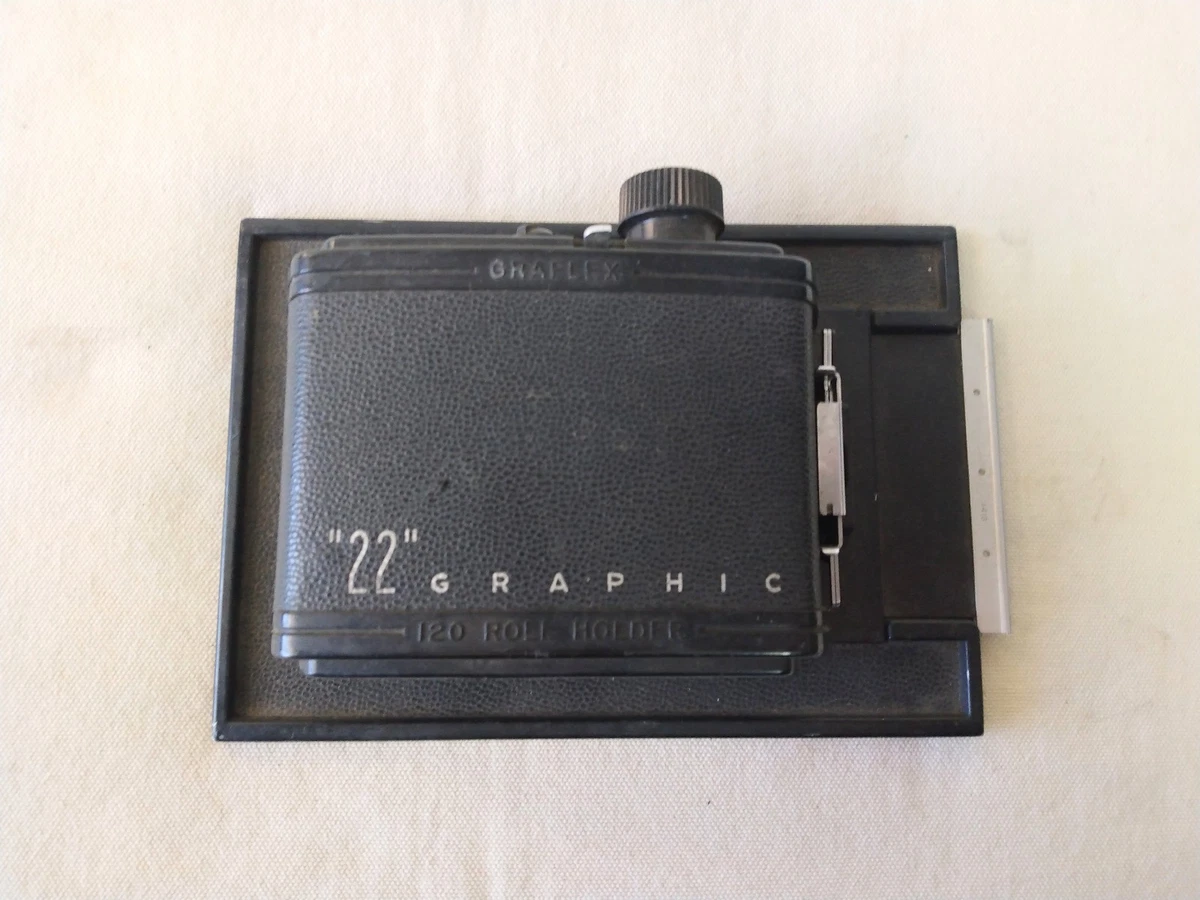 GRAFLEX
"22" GRAPHIC
120 ROLL HOLDER